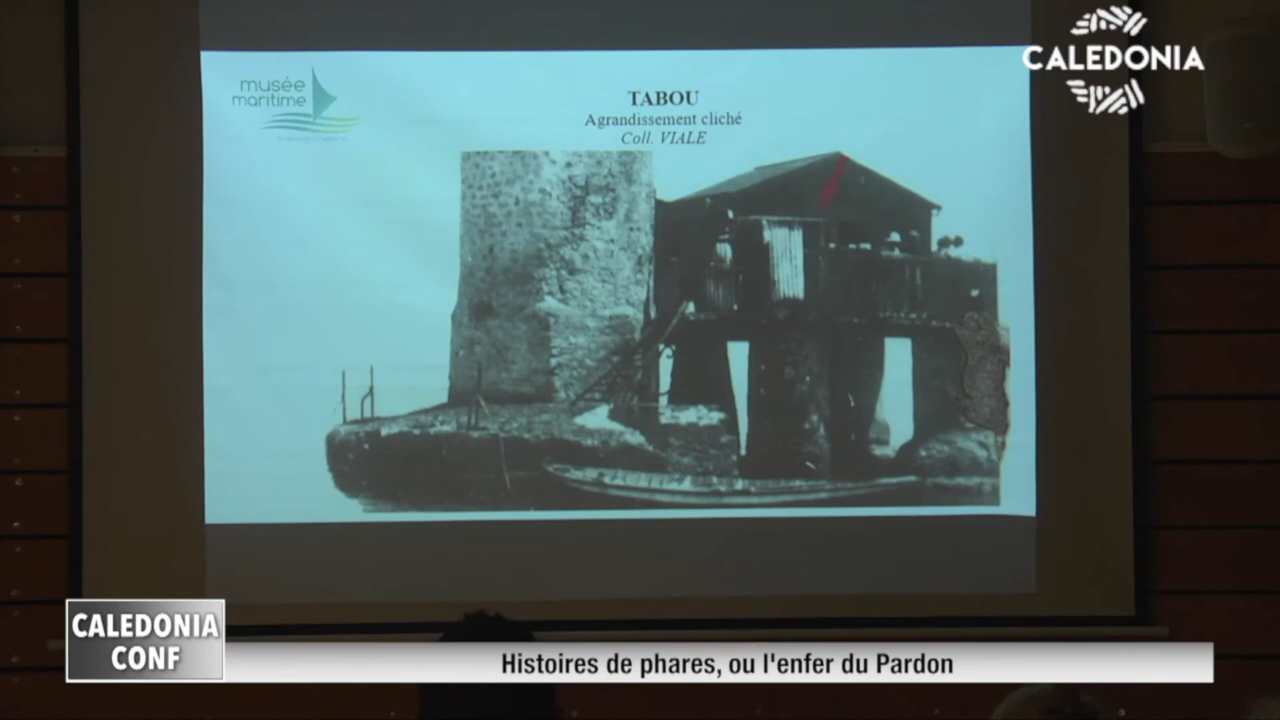 musée
maritime
TABOU
Agrandissement cliché
Coll. VIALE
CALEDONIA
CALEDONIA
CONF
Histoires de phares, ou l'enfer du Pardon